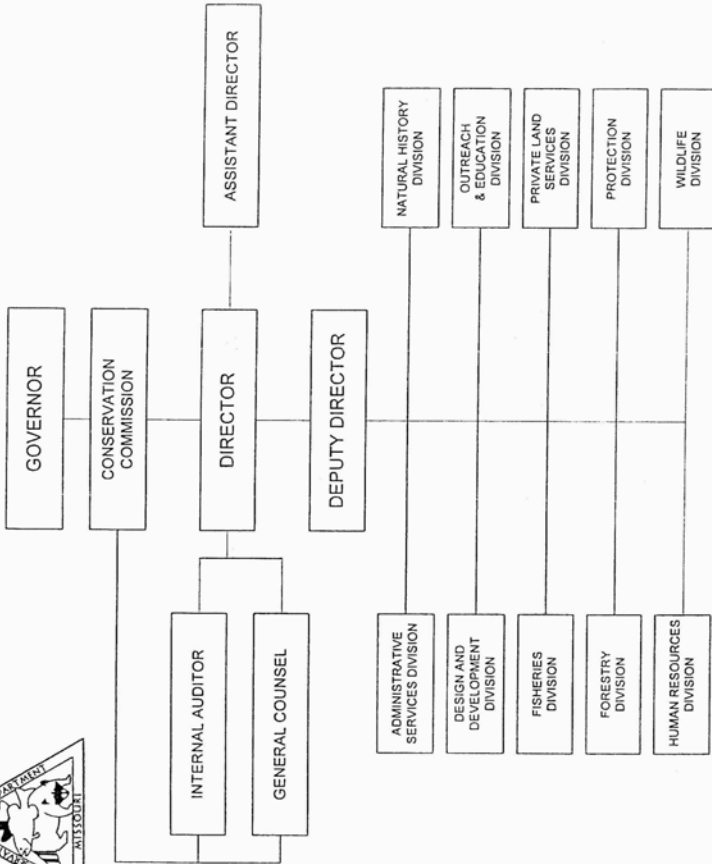 GOVERNOR
CONSERVATION
COMMISSION
DIRECTOR
ASSISTANT DIRECTOR
DEPUTY DIRECTOR
INTERNAL AUDITOR
GENERAL COUNSEL
ADMINISTRATIVE
SERVICES DIVISION
NATURAL HISTORY
DIVISION
DESIGN AND
DEVELOPMENT
DIVISION
OUTREACH
& EDUCATION
DIVISION
FISHERIES
DIVISION
PRIVATE LAND
SERVICES
DIVISION
FORESTRY
DIVISION
PROTECTION
DIVISION
HUMAN RESOURCES
DIVISION
WILDLIFE
DIVISION
MISSOURI